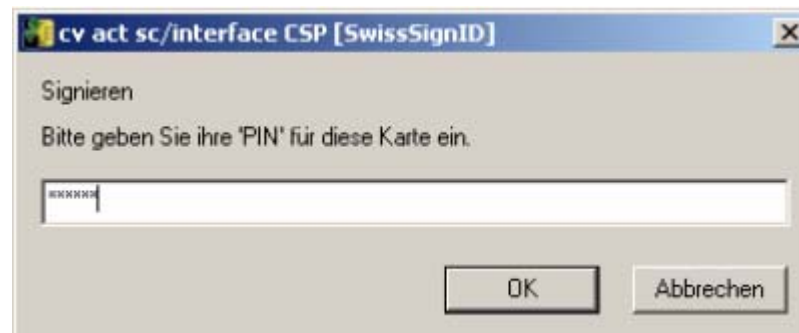 cv act sc/interface CSP [SwissSignID]
Signieren
Bitte geben Sie ihre 'PIN' für diese Karte ein.
******
OK Abbrechen